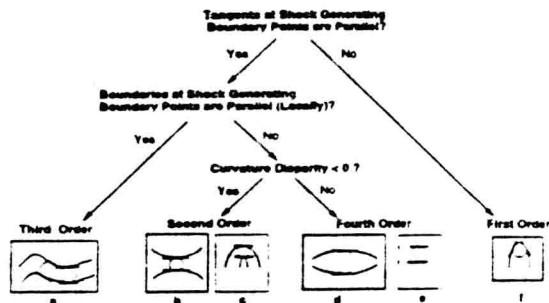 Tangents at Shock Generating
Boundary Points are Parallel?
Yes
No
Boundaries at Shock Generating
Boundary Points are Parallel (Locally)?
Yes
No
Curvature Disparity < 0 ?
Yes
No
Third Order
Second Order
Fourth Order
First Order
a
b
c
d
e
f